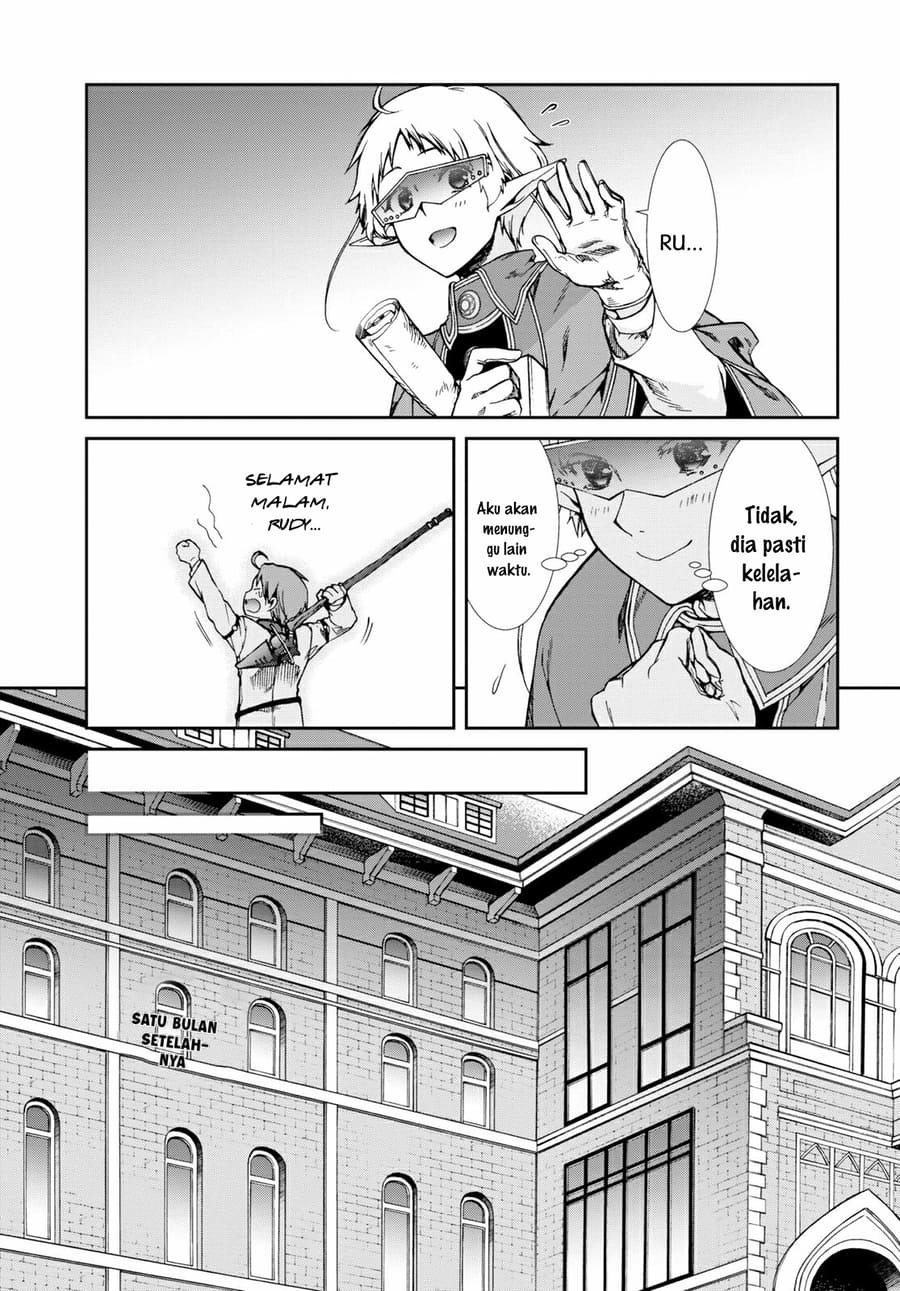 RU...
Tidak,
dia pasti
kelela-
han.
Aku akan
menung-
gu lain
waktu.
SELAMAT
MALAM,
RUDY...
SATU BULAN
SETELAH-
NYA